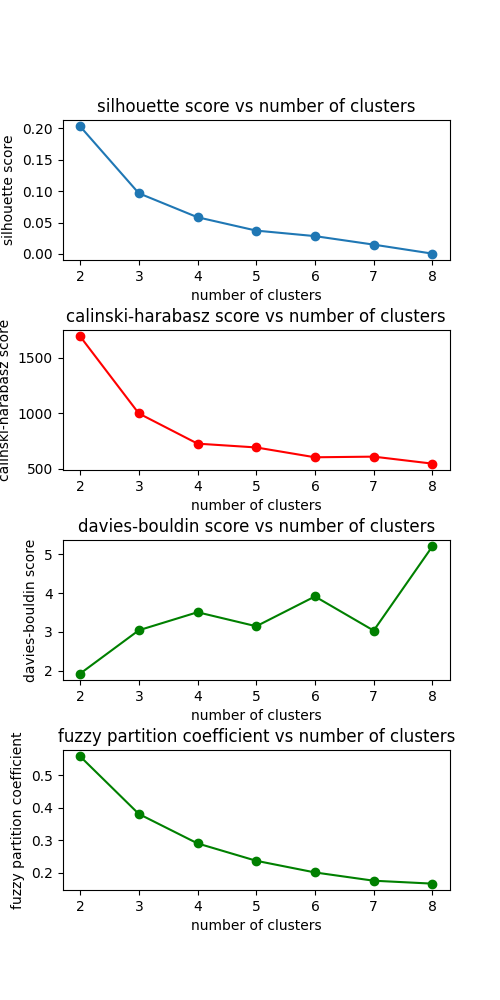 silhouette score vs number of clusters
silhouette score
0.20
0.15
0.10
0.05
0.00
2 3 4 5 6 7 8
number of clusters
calinski-harabasz score vs number of clusters
calinski-harabasz score
1500
1000
500
2 3 4 5 6 7 8
number of clusters
davies-bouldin score vs number of clusters
davies-bouldin score
5
4
3
2
2 3 4 5 6 7 8
number of clusters
fuzzy partition coefficient vs number of clusters
fuzzy partition coefficient
0.5
0.4
0.3
0.2
2 3 4 5 6 7 8
number of clusters